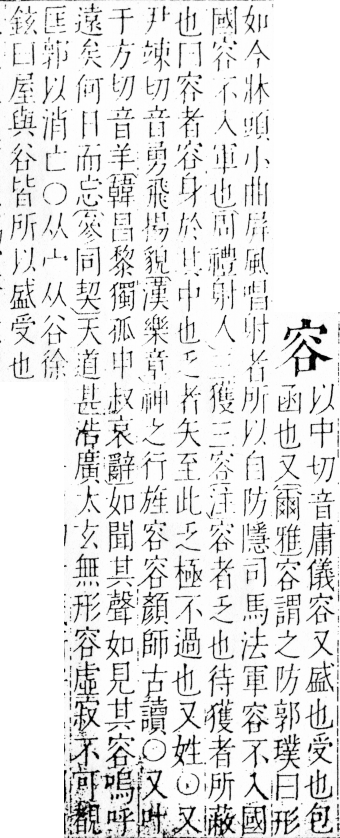 容
以中切音庸儀容又盛也受也包
函也又爾雅容謂之防郭璞曰形
如今牀頭小曲屏風唱射者所以自防隱司馬法軍容不入國
國容不入軍也周禮射人三獲三容注容者乏也待獲者所蔽
也曰容者容身於其中也乏者矢至此乏極不過也又姓○又
尹竦切音勇飛揚貌漢樂章神之行旌容容顏師古讀○又叶
于方切音羊韓昌黎獨孤申叔哀辭如聞其聲如見其容嗚呼
遠矣何日而忘參同契天道甚浩廣太玄無形容虛寂不可覩
匡郭以消亡○从宀从谷徐
鉉曰屋與谷皆所以盛受也